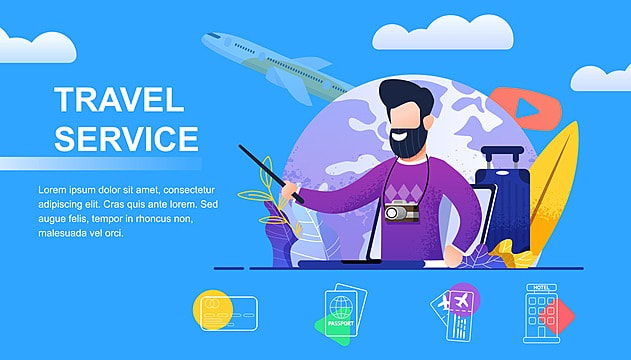 TRAVEL
SERVICE
Lorem ipsum dolor sit amet, consectetur
adipiscing elit. Cras quis ante lorem. Sed
augue felis, tempor in rhoncus non,
malesuada vel orci.
PASSPORT
HOTEL